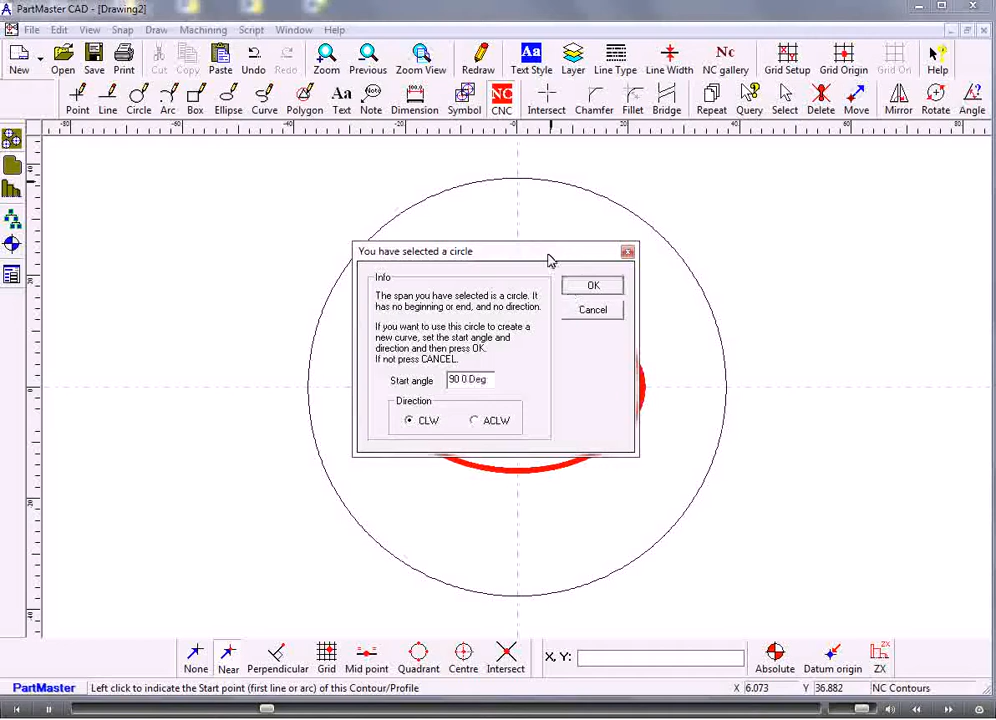 PartMaster CAD - [Drawing2]
File Edit View Snap Draw Machining Script Window Help
New Open Save Print Cut Copy Paste Undo Redo Zoom Previous Zoom View Redraw Text Style Layer Line Type Line Width NC gallery Grid Setup Grid Origin Grid Ori Help
Point Line Circle Arc Box Ellipse Curve Polygon Text Note Dimension Symbol CNC Intersect Chamfer Fillet Bridge Repeat Query Select Delete Move Mirror Rotate Angle
You have selected a circle
Info
The span you have selected is a circle. It
has no beginning or end, and no direction.
If you want to use this circle to create a
new curve, set the start angle and
direction and then press OK.
If not press CANCEL.
Start angle 90.0 Deg
Direction
CLW ACLW
OK
Cancel
None Near Perpendicular Grid Mid point Quadrant Centre Intersect X, Y: Absolute Datum origin ZX
PartMaster Left click to indicate the Start point (first line or arc) of this Contour/Profile X 6.073 Y 36.882 NC Contours